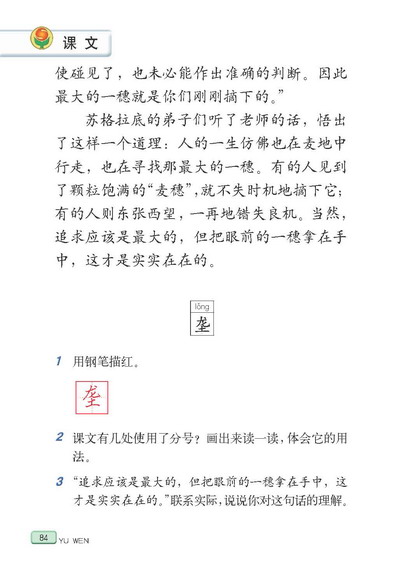 课文
使碰见了，也未必能作出准确的判断。因此
最大的一穗就是你们刚刚摘下的。”
苏格拉底的弟子们听了老师的话，悟出
了这样一个道理：人的一生仿佛也在麦地中
行走，也在寻找那最大的一穗。有的人见到
了颗粒饱满的“麦穗”，就不失时机地摘下它；
有的人则东张西望，一再地错失良机。当然，
追求应该是最大的，但把眼前的一穗拿在手
中，这才是实实在在的。
lǒng
垄
1 用钢笔描红。
垄
2 课文有几处使用了分号？画出来读一读，体会它的用
法。
3 “追求应该是最大的，但把眼前的一穗拿在手中，这
才是实实在在的。”联系实际，说说你对这句话的理解。
84 YU WEN